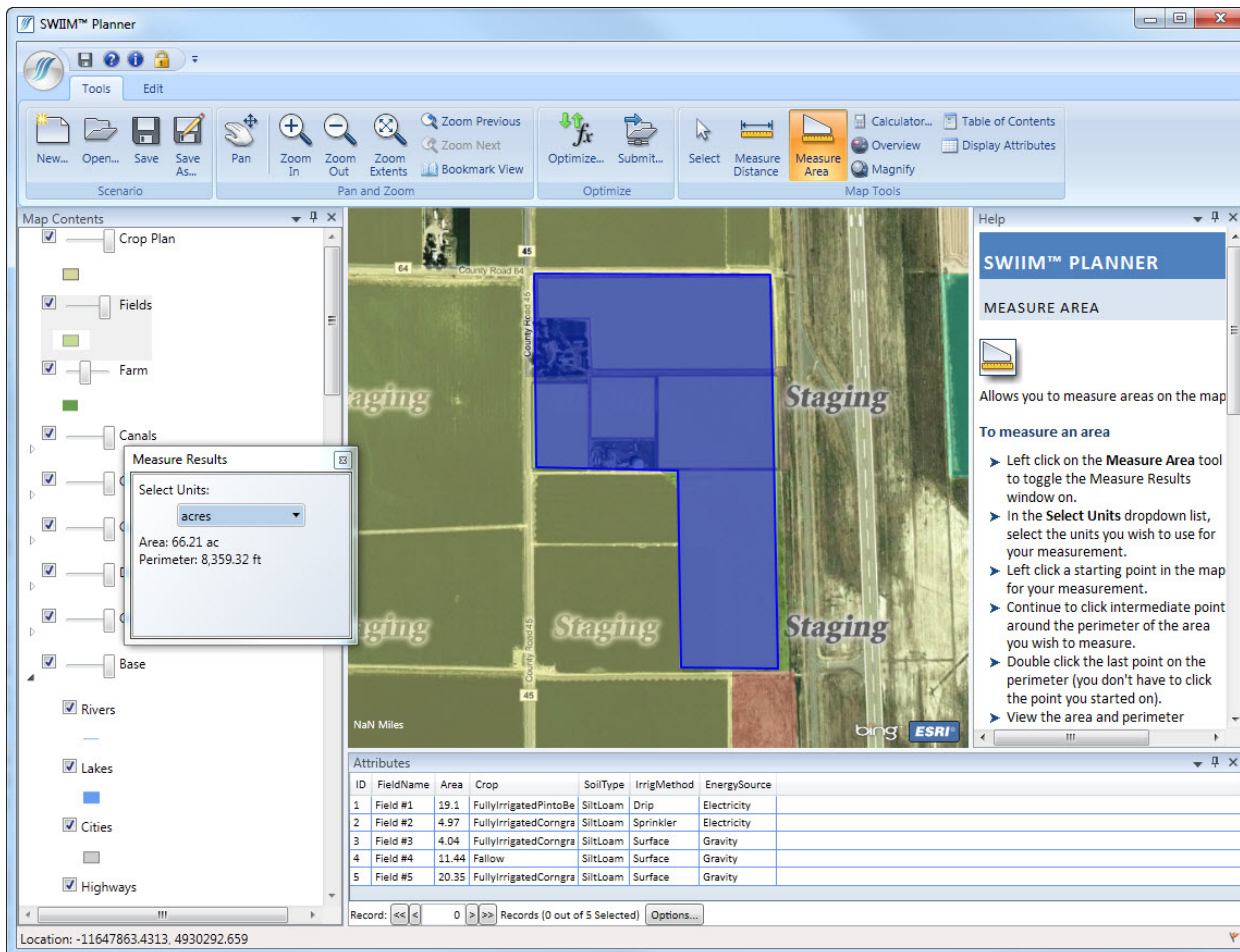 SWIIM™ Planner
Tools Edit
New... Open... Save Save As...
Pan Zoom In Zoom Out Zoom Extents
Zoom Previous
Zoom Next
Bookmark View
Optimize... Submit...
Select Measure Distance Measure Area
Calculator...
Overview
Magnify
Table of Contents
Display Attributes
Scenario Pan and Zoom Optimize Map Tools
Map Contents
Crop Plan
Fields
Farm
Canals
Base
Rivers
Lakes
Cities
Highways
Measure Results
Select Units:
acres
Area: 66.21 ac
Perimeter: 8,359.32 ft
45
64 County Road 64
County Road 45
aging
Staging
aging
Staging
Staging
County Road 45
45
NaN Miles
bing ESRI
Help
SWIIM™ PLANNER
MEASURE AREA
Allows you to measure areas on the map
To measure an area
Left click on the Measure Area tool
to toggle the Measure Results
window on.
In the Select Units dropdown list,
select the units you wish to use for
your measurement.
Left click a starting point in the map
for your measurement.
Continue to click intermediate point
around the perimeter of the area
you wish to measure.
Double click the last point on the
perimeter (you don't have to click
the point you started on).
View the area and perimeter
Attributes
ID FieldName Area Crop SoilType IrrigMethod EnergySource
1 Field #1 19.1 FullyIrrigatedPintoBe SiltLoam Drip Electricity
2 Field #2 4.97 FullyIrrigatedCorngra SiltLoam Sprinkler Electricity
3 Field #3 4.04 FullyIrrigatedCorngra SiltLoam Surface Gravity
4 Field #4 11.44 Fallow SiltLoam Surface Gravity
5 Field #5 20.35 FullyIrrigatedCorngra SiltLoam Surface Gravity
Record: << < 0 > >> Records (0 out of 5 Selected) Options...
Location: -11647863.4313, 4930292.659